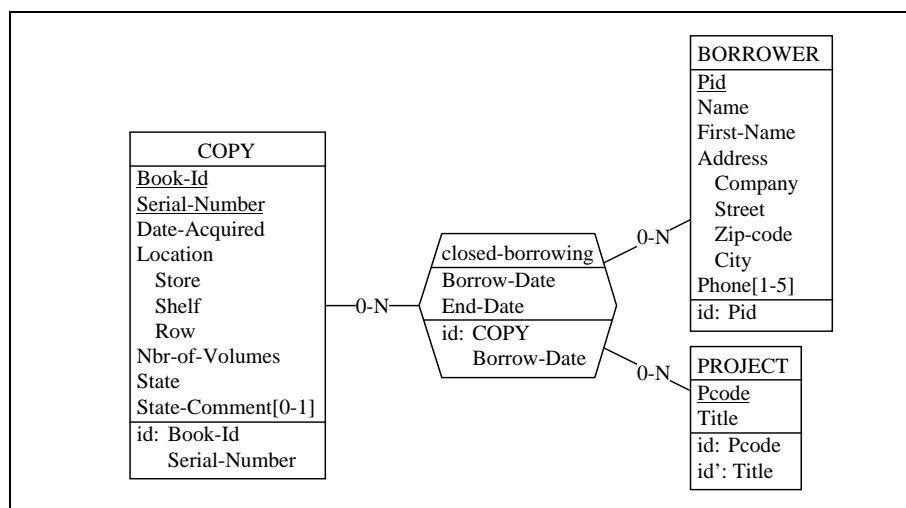 COPY
Book-Id
Serial-Number
Date-Acquired
Location
Store
Shelf
Row
Nbr-of-Volumes
State
State-Comment[0-1]
id: Book-Id
Serial-Number
0-N
closed-borrowing
Borrow-Date
End-Date
id: COPY
Borrow-Date
0-N
0-N
BORROWER
Pid
Name
First-Name
Address
Company
Street
Zip-code
City
Phone[1-5]
id: Pid
PROJECT
Pcode
Title
id: Pcode
id’: Title